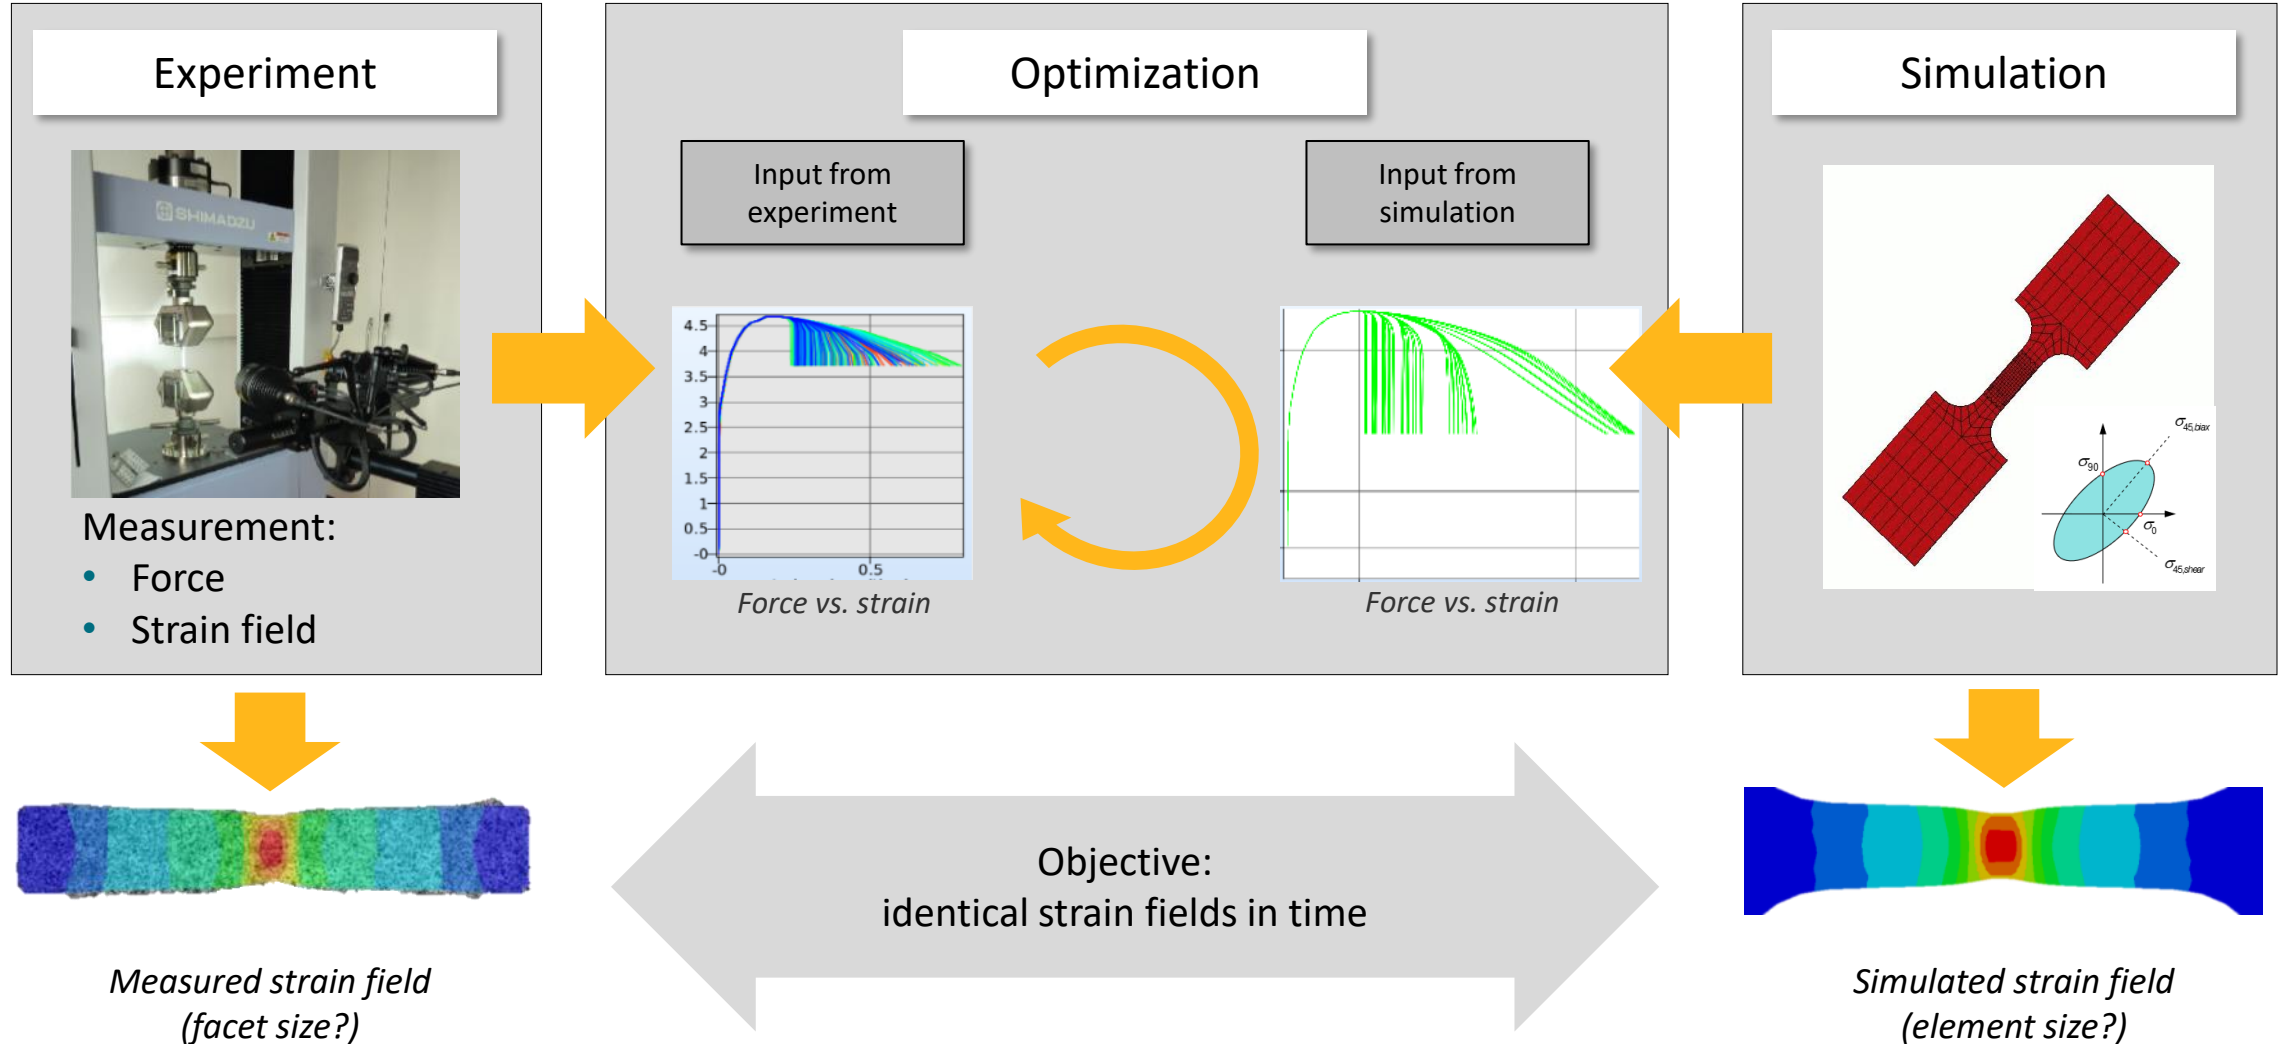 Experiment
SHIMADZU
Measurement:
• Force
• Strain field
Optimization
Input from
experiment
4.5
4
3.5
3
2.5
2
1.5
1
0.5
-0
-0
0.5
Force vs. strain
Input from
simulation
Force vs. strain
Simulation
σ45,biax
σ90
σ0
σ45,shear
Objective:
identical strain fields in time
Measured strain field
(facet size?)
Simulated strain field
(element size?)